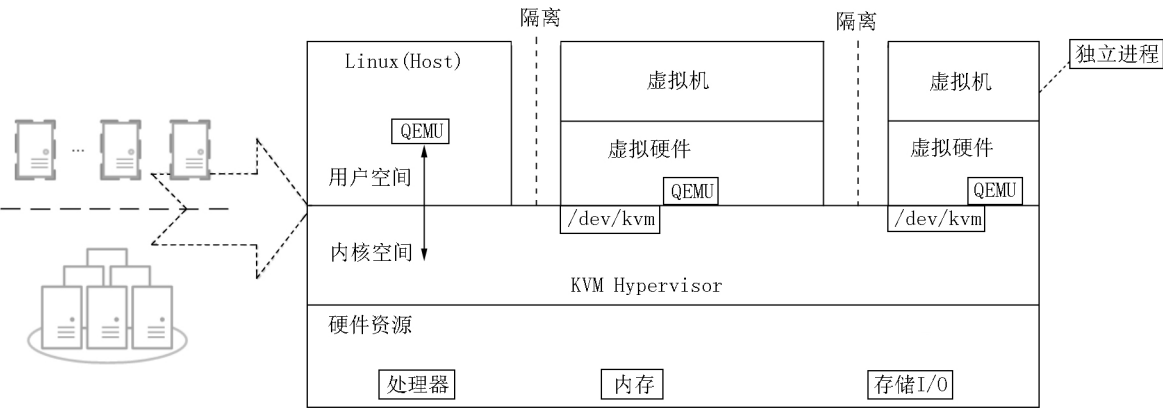 隔离
隔离
独立进程
Linux(Host)
虚拟机
虚拟机
QEMU
虚拟硬件
虚拟硬件
…
用户空间
QEMU
QEMU
/dev/kvm
/dev/kvm
内核空间
KVM Hypervisor
硬件资源
处理器
内存
存储I/O